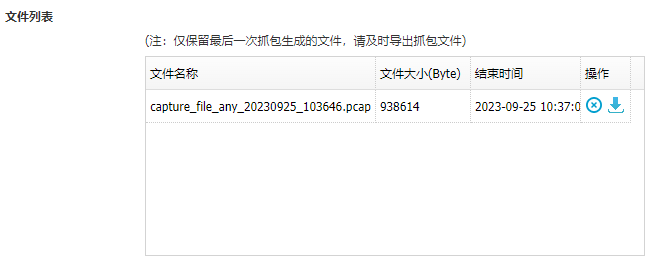 文件列表
(注：仅保留最后一次抓包生成的文件，请及时导出抓包文件)
文件名称 文件大小(Byte) 结束时间 操作
capture_file_any_20230925_103646.pcap 938614 2023-09-25 10:37:0